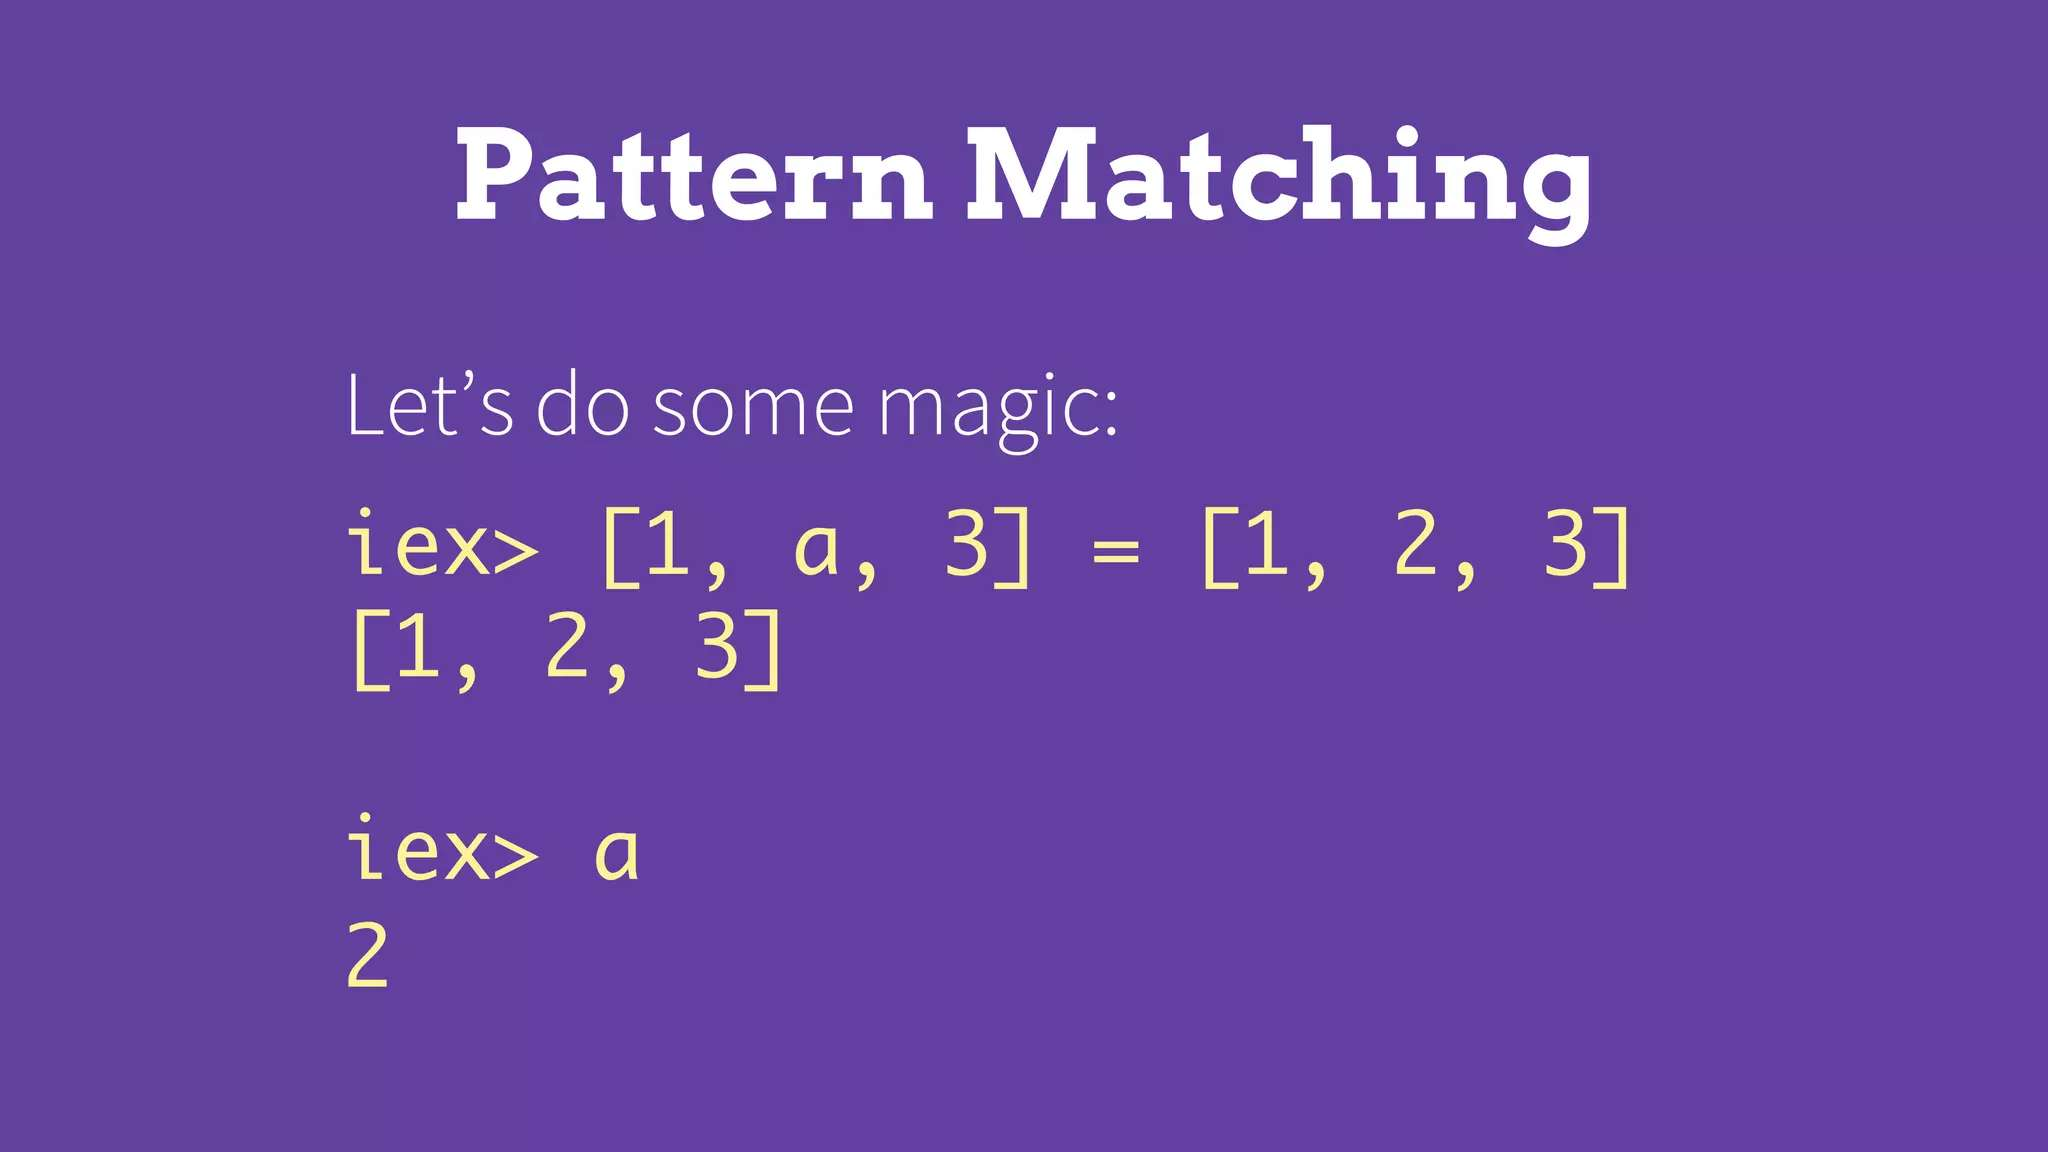 Pattern Matching
Let’s do some magic:
iex> [1, a, 3] = [1, 2, 3]
[1, 2, 3]
iex> a
2